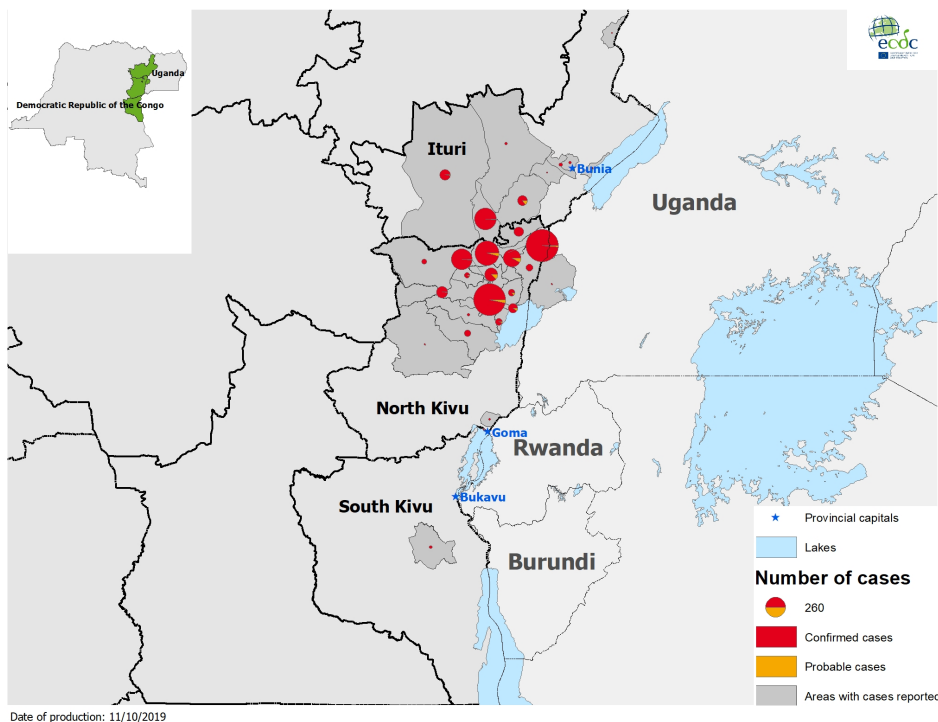 ecdc
Uganda
Democratic Republic of the Congo
Ituri
Bunia
Uganda
North Kivu
Goma
Rwanda
South Kivu
Bukavu
Burundi
Provincial capitals
Lakes
Number of cases
260
Confirmed cases
Probable cases
Areas with cases reported
Date of production: 11/10/2019